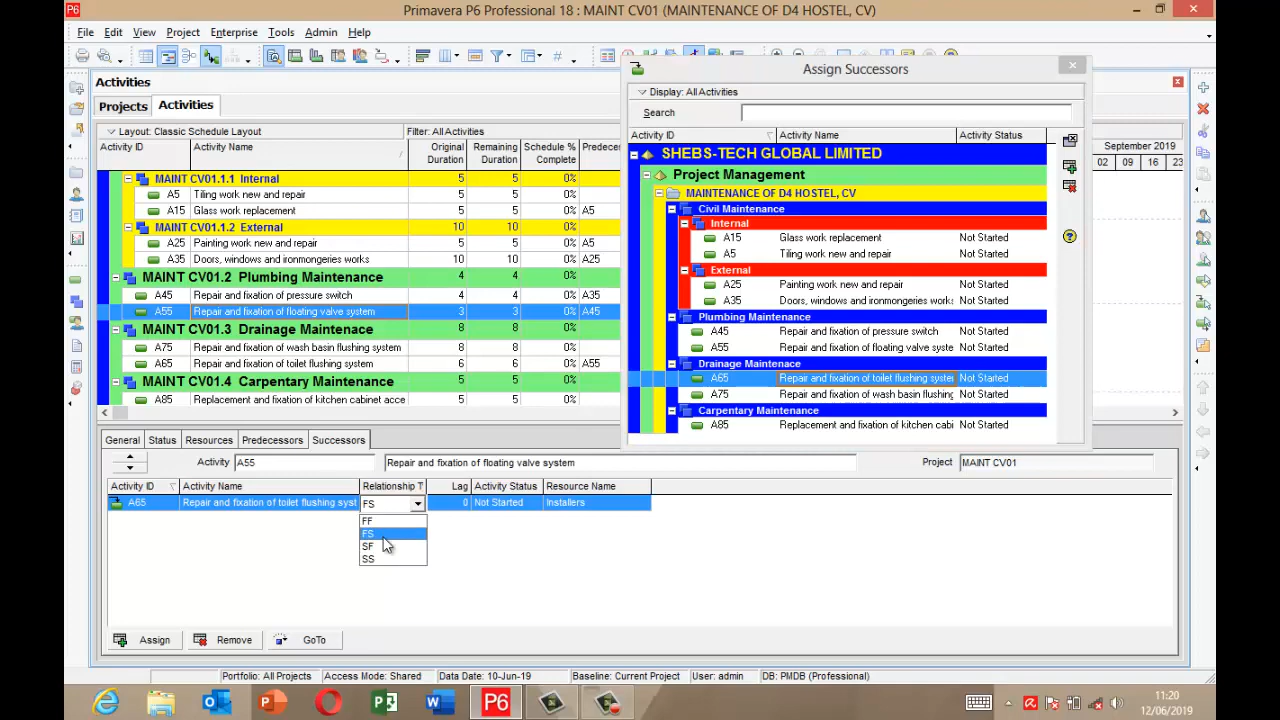 P6 Primavera P6 Professional 18 : MAINT CV01 (MAINTENANCE OF D4 HOSTEL, CV)
File Edit View Project Enterprise Tools Admin Help
Activities
Projects Activities
Layout: Classic Schedule Layout Filter: All Activities
Activity ID Activity Name Original Duration Remaining Duration Schedule % Complete Predece
MAINT CV01.1.1 Internal 5 5 0%
A5 Tiling work new and repair 5 5 0%
A15 Glass work replacement 5 5 0% A5
MAINT CV01.1.2 External 10 10 0%
A25 Painting work new and repair 5 5 0% A5
A35 Doors, windows and ironmongeries works 10 10 0% A25
MAINT CV01.2 Plumbing Maintenance 4 4 0%
A45 Repair and fixation of pressure switch 4 4 0% A35
A55 Repair and fixation of floating valve system 3 3 0% A45
MAINT CV01.3 Drainage Maintenace 8 8 0%
A75 Repair and fixation of wash basin flushing system 8 8 0%
A65 Repair and fixation of toilet flushing system 6 6 0% A55
MAINT CV01.4 Carpentary Maintenance 5 5 0%
A85 Replacement and fixation of kitchen cabinet acce 5 5 0%
Assign Successors
Display: All Activities
Search
Activity ID Activity Name Activity Status
SHEBS-TECH GLOBAL LIMITED
Project Management
MAINTENANCE OF D4 HOSTEL, CV
Civil Maintenance
Internal
A15 Glass work replacement Not Started
A5 Tiling work new and repair Not Started
External
A25 Painting work new and repair Not Started
A35 Doors, windows and ironmongeries works Not Started
Plumbing Maintenance
A45 Repair and fixation of pressure switch Not Started
A55 Repair and fixation of floating valve syste Not Started
Drainage Maintenace
A65 Repair and fixation of toilet flushing syster Not Started
A75 Repair and fixation of wash basin flushing Not Started
Carpentary Maintenance
A85 Replacement and fixation of kitchen cabi Not Started
September 2019
02 09 16 23
General Status Resources Predecessors Successors
Activity A55 Repair and fixation of floating valve system Project MAINT CV01
Activity ID Activity Name Relationship T Lag Activity Status Resource Name
A65 Repair and fixation of toilet flushing syst FS 0 Not Started Installers
FF
FS
SF
SS
Assign Remove GoTo
Portfolio: All Projects Access Mode: Shared Data Date: 10-Jun-19 Baseline: Current Project User: admin DB: PMDB (Professional)
P6
11:20
12/06/2019